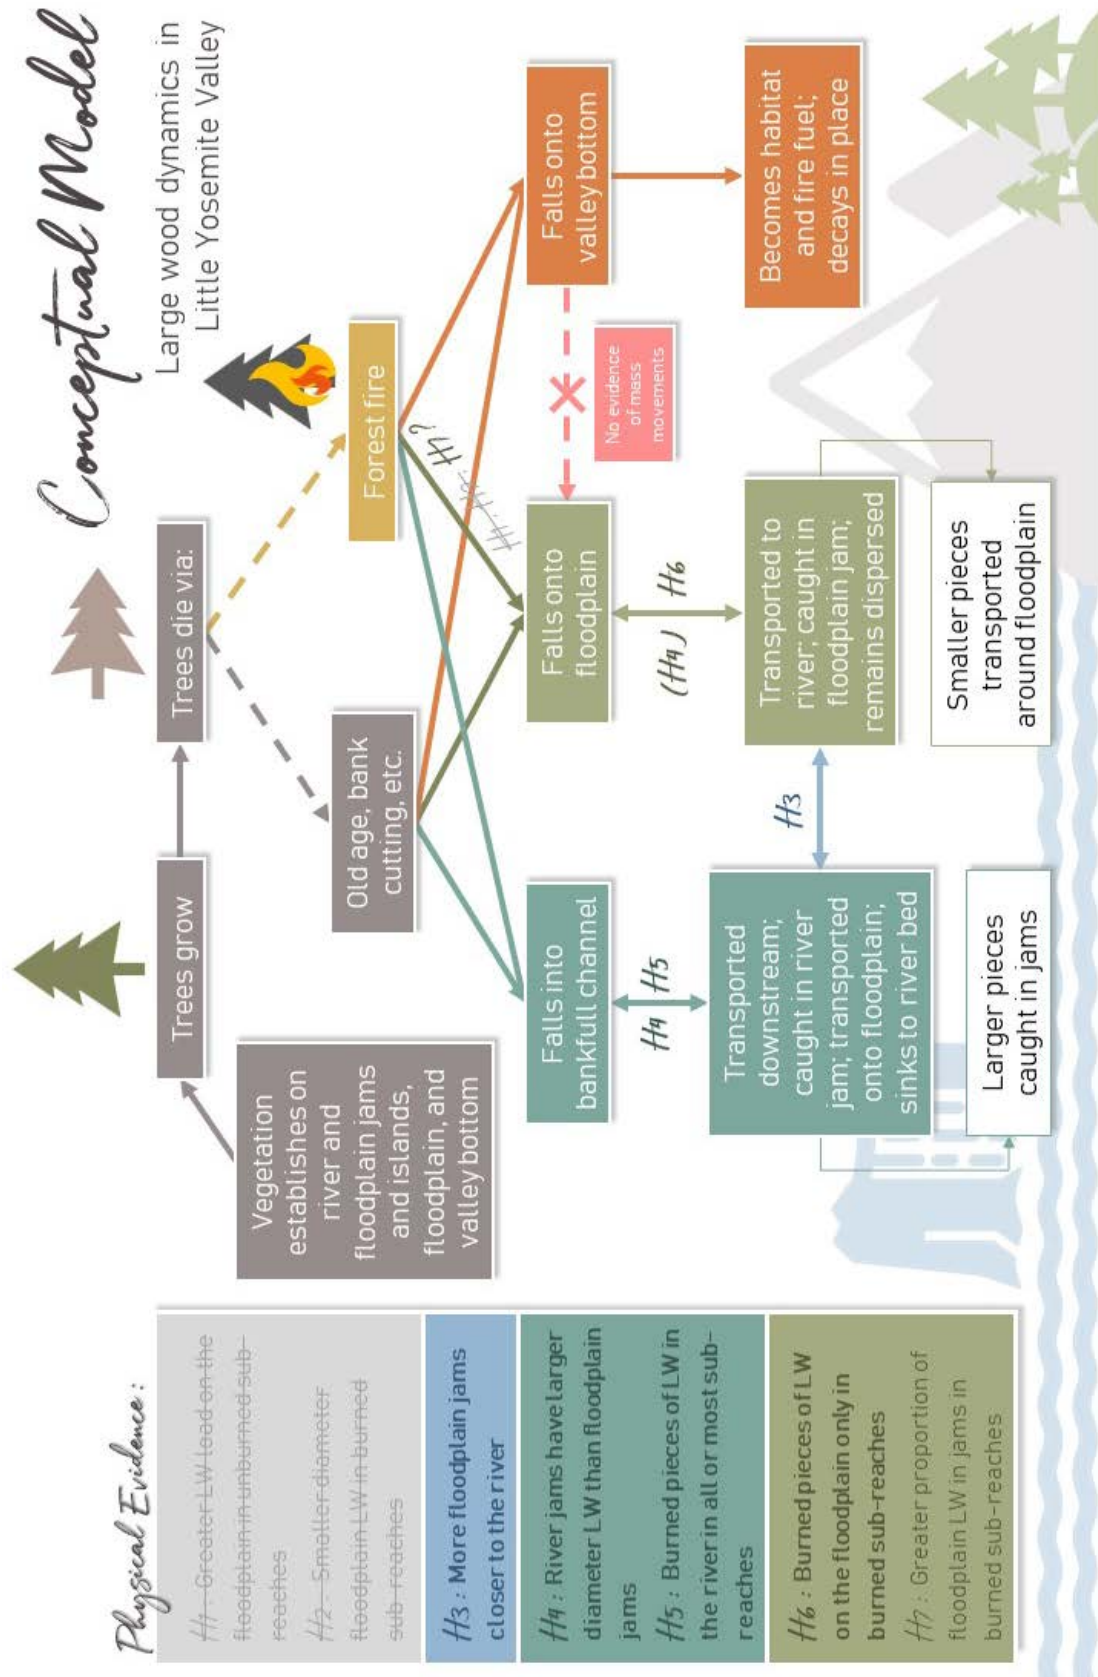 Conceptual Model
Large wood dynamics in
Little Yosemite Valley
Physical Evidence:
H1: Greater LW load on the
floodplain in unburned sub-
reaches
H2: Smaller diameter
floodplain LW in burned
sub-reaches
H3: More floodplain jams
closer to the river
H4: River jams have larger
diameter LW than floodplain
jams
H5: Burned pieces of LW in
the river in all or most sub-
reaches
H6: Burned pieces of LW
on the floodplain only in
burned sub-reaches
H7: Greater proportion of
floodplain LW in jams in
burned sub-reaches
Vegetation
establishes on
river and
floodplain jams
and islands,
floodplain, and
valley bottom
Trees grow
Trees die via:
Old age, bank
cutting, etc.
Forest fire
H1. H2. H7?
Falls into
bankfull channel
Falls onto
floodplain
Falls onto
valley bottom
No evidence
of mass
movements
H4 H5
(H4) H6
Transported
downstream;
caught in river
jam; transported
onto floodplain;
sinks to river bed
H3
Transported to
river; caught in
floodplain jam;
remains dispersed
Becomes habitat
and fire fuel;
decays in place
Larger pieces
caught in jams
Smaller pieces
transported
around floodplain